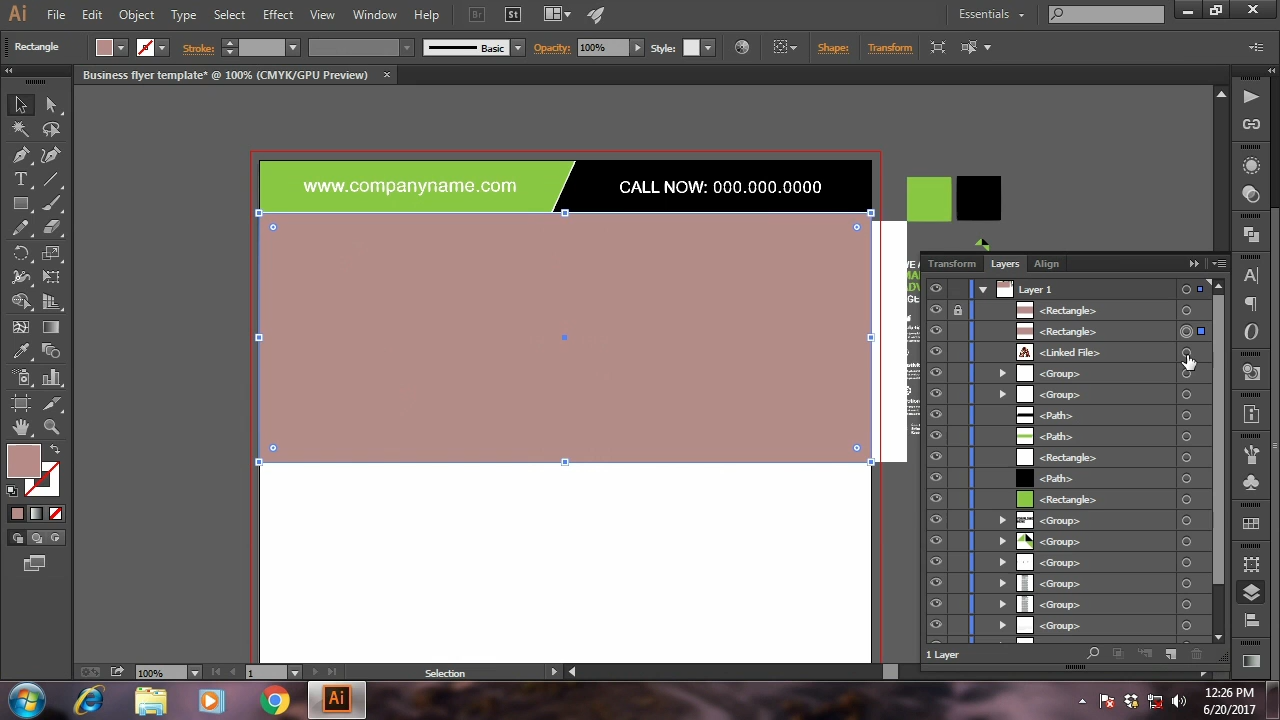 Ai File Edit Object Type Select Effect View Window Help Br St Essentials
Rectangle Stroke: Basic Opacity: 100% Style: Shape: Transform
Business flyer template* @ 100% (CMYK/GPU Preview)
www.companyname.com
CALL NOW: 000.000.0000
Transform Layers Align
Layer 1
<Rectangle>
<Rectangle>
<Linked File>
<Group>
<Group>
<Path>
<Path>
<Rectangle>
<Path>
<Rectangle>
<Group>
<Group>
<Group>
<Group>
<Group>
<Group>
1 Layer
100% 1 Selection
Ai
12:26 PM
6/20/2017